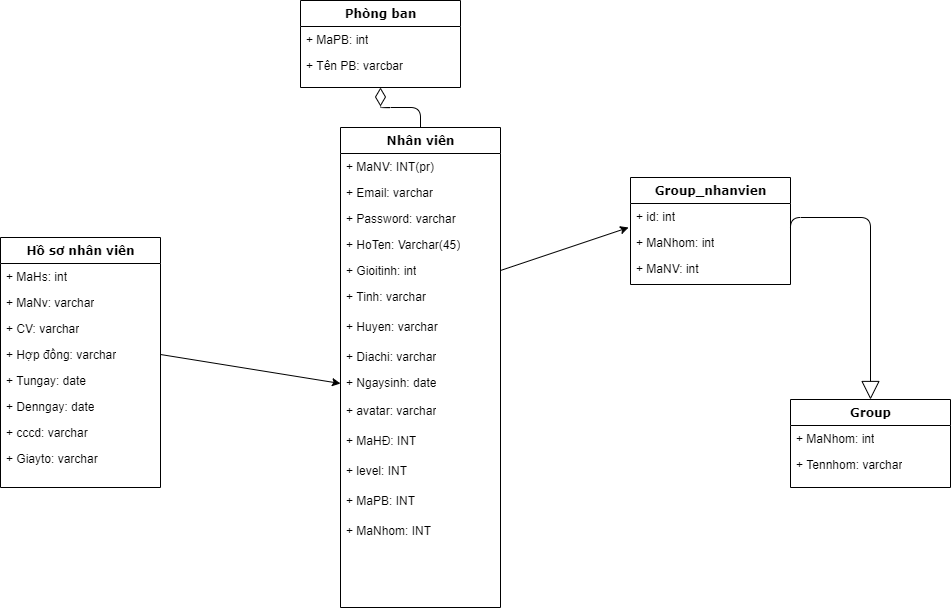 Phòng ban
+ MaPB: int
+ Tên PB: varcbar
Nhân viên
+ MaNV: INT(pr)
+ Email: varchar
+ Password: varchar
+ HoTen: Varchar(45)
+ Gioitinh: int
+ Tinh: varchar
+ Huyen: varchar
+ Diachi: varchar
+ Ngaysinh: date
+ avatar: varchar
+ MaHĐ: INT
+ level: INT
+ MaPB: INT
+ MaNhom: INT
Hồ sơ nhân viên
+ MaHs: int
+ MaNv: varchar
+ CV: varchar
+ Hợp đồng: varchar
+ Tungay: date
+ Denngay: date
+ cccd: varchar
+ Giayto: varchar
Group_nhanvien
+ id: int
+ MaNhom: int
+ MaNV: int
Group
+ MaNhom: int
+ Tennhom: varchar